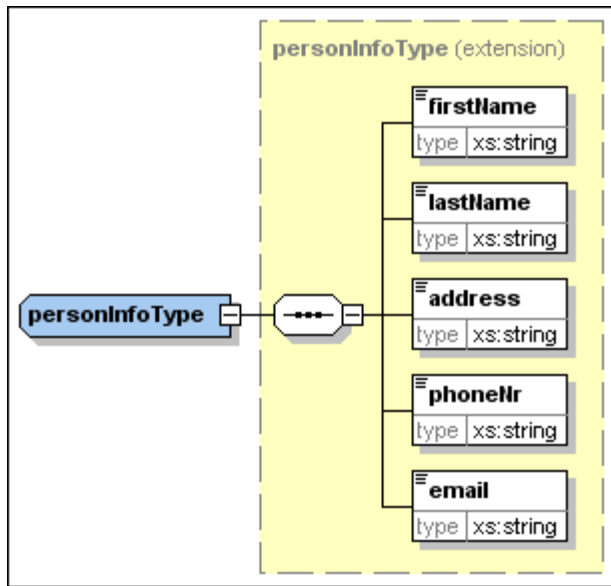 personInfoType (extension)
firstName
type xs:string
lastName
type xs:string
personInfoType
address
type xs:string
phoneNr
type xs:string
email
type xs:string